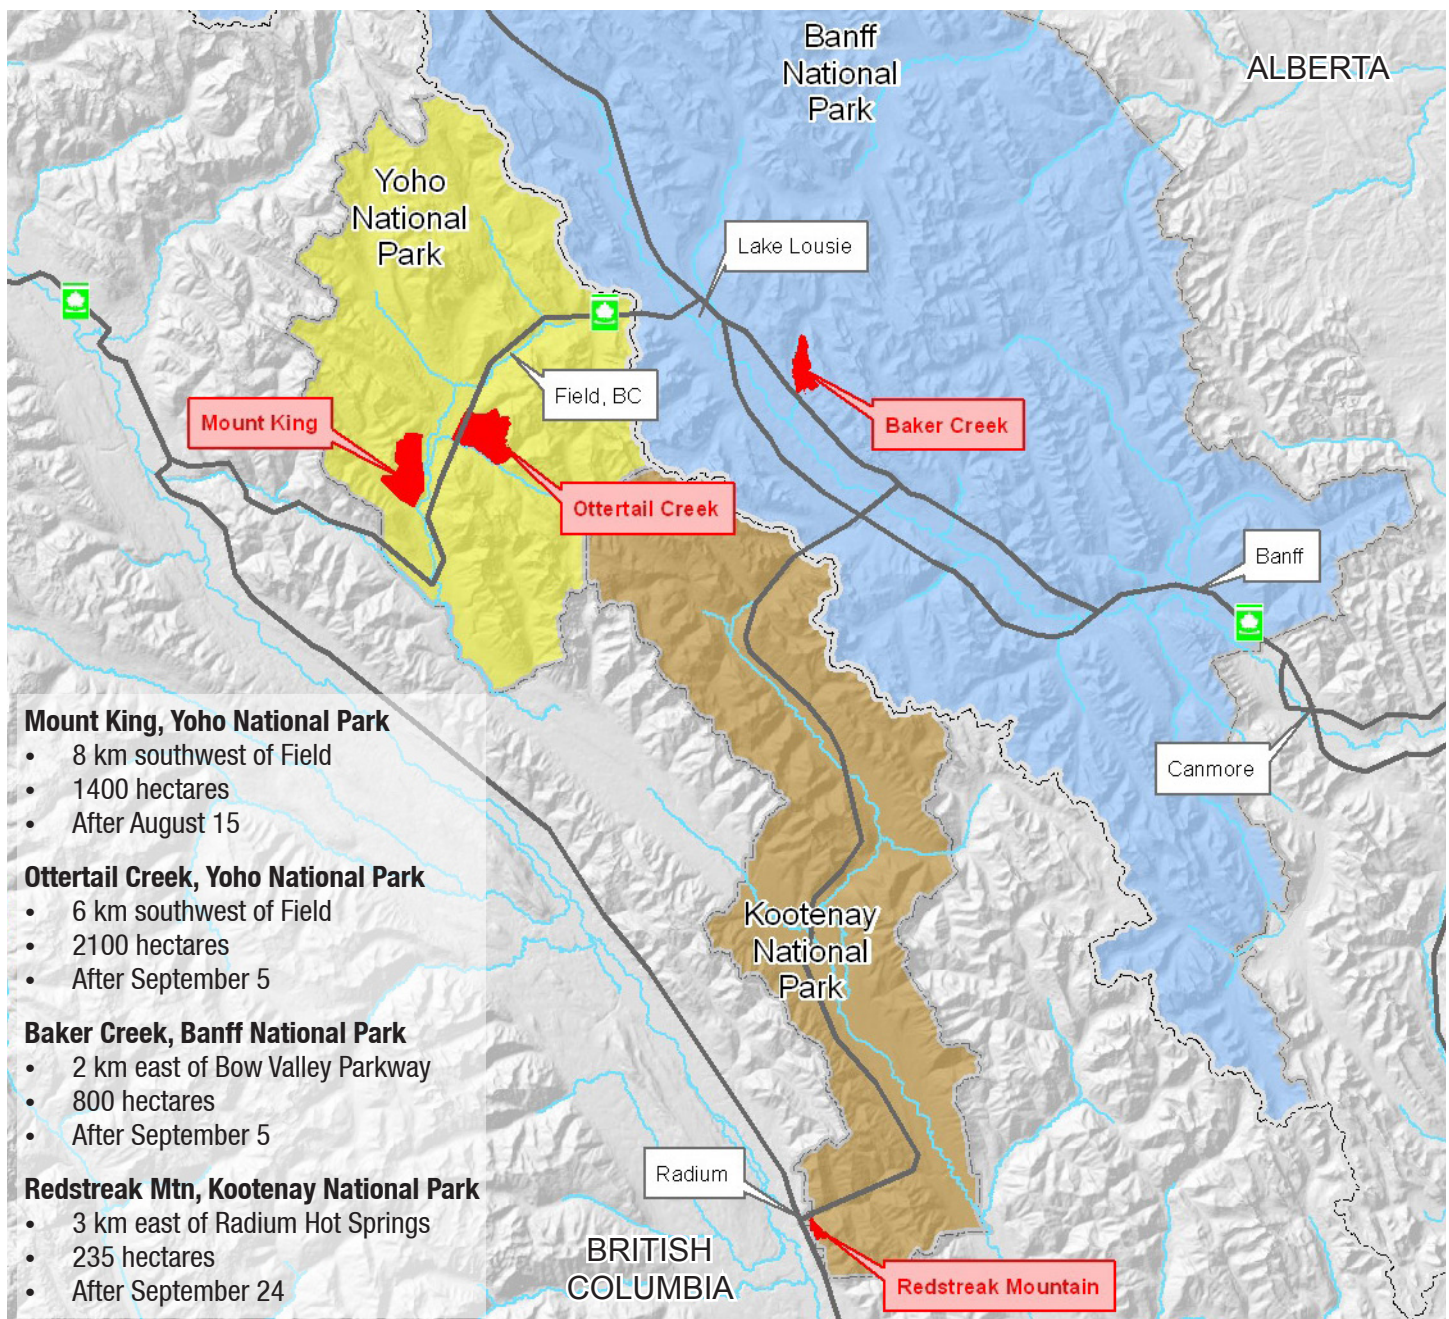 Banff
National
Park
ALBERTA
Yoho
National
Park
Lake Lousie
Field, BC
Mount King
Baker Creek
Ottertail Creek
Banff
Canmore
Kootenay
National
Park
Radium
Redstreak Mountain
BRITISH
COLUMBIA
Mount King, Yoho National Park
• 8 km southwest of Field
• 1400 hectares
• After August 15
Ottertail Creek, Yoho National Park
• 6 km southwest of Field
• 2100 hectares
• After September 5
Baker Creek, Banff National Park
• 2 km east of Bow Valley Parkway
• 800 hectares
• After September 5
Redstreak Mtn, Kootenay National Park
• 3 km east of Radium Hot Springs
• 235 hectares
• After September 24